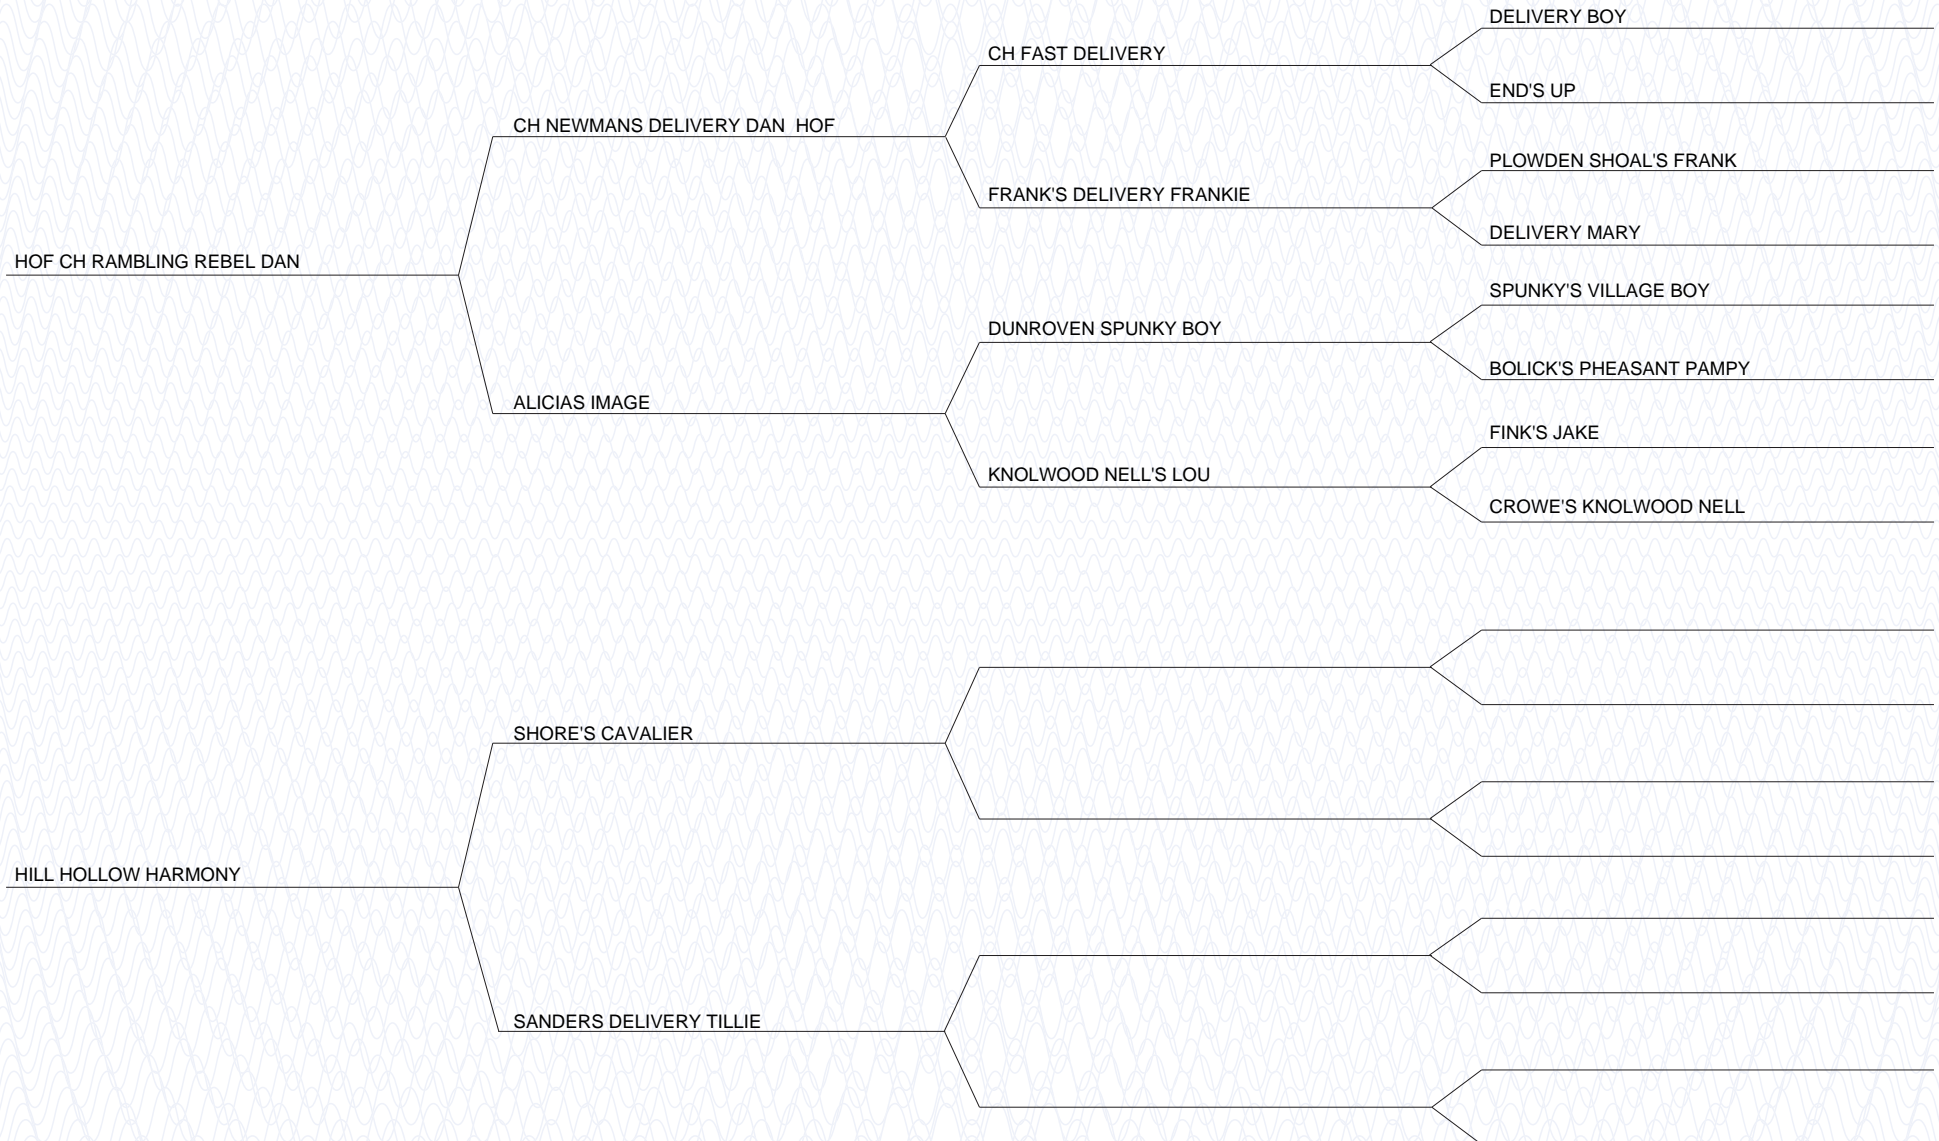 DELIVERY BOY
CH FAST DELIVERY
END'S UP
CH NEWMANS DELIVERY DAN  HOF
PLOWDEN SHOAL'S FRANK
FRANK'S DELIVERY FRANKIE
DELIVERY MARY
HOF CH RAMBLING REBEL DAN
SPUNKY'S VILLAGE BOY
DUNROVEN SPUNKY BOY
BOLICK'S PHEASANT PAMPY
ALICIAS IMAGE
FINK'S JAKE
KNOLWOOD NELL'S LOU
CROWE'S KNOLWOOD NELL
SHORE'S CAVALIER
HILL HOLLOW HARMONY
SANDERS DELIVERY TILLIE